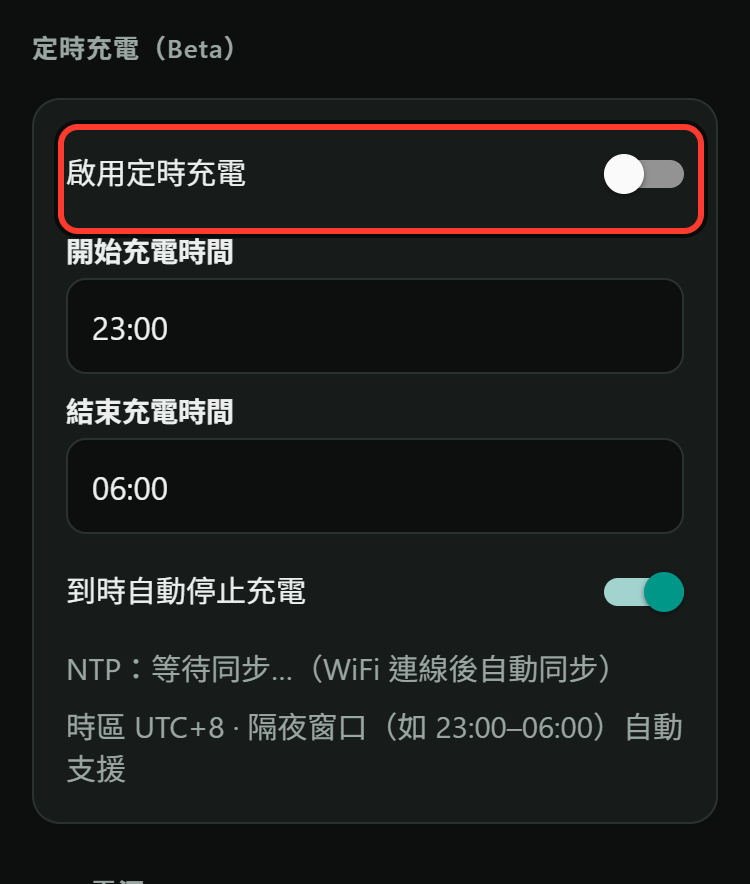 定時充電（Beta）
啟用定時充電
開始充電時間
23:00
結束充電時間
06:00
到時自動停止充電
NTP：等待同步...（WiFi 連線後自動同步）
時區 UTC+8 · 隔夜窗口（如 23:00–06:00）自動
支援